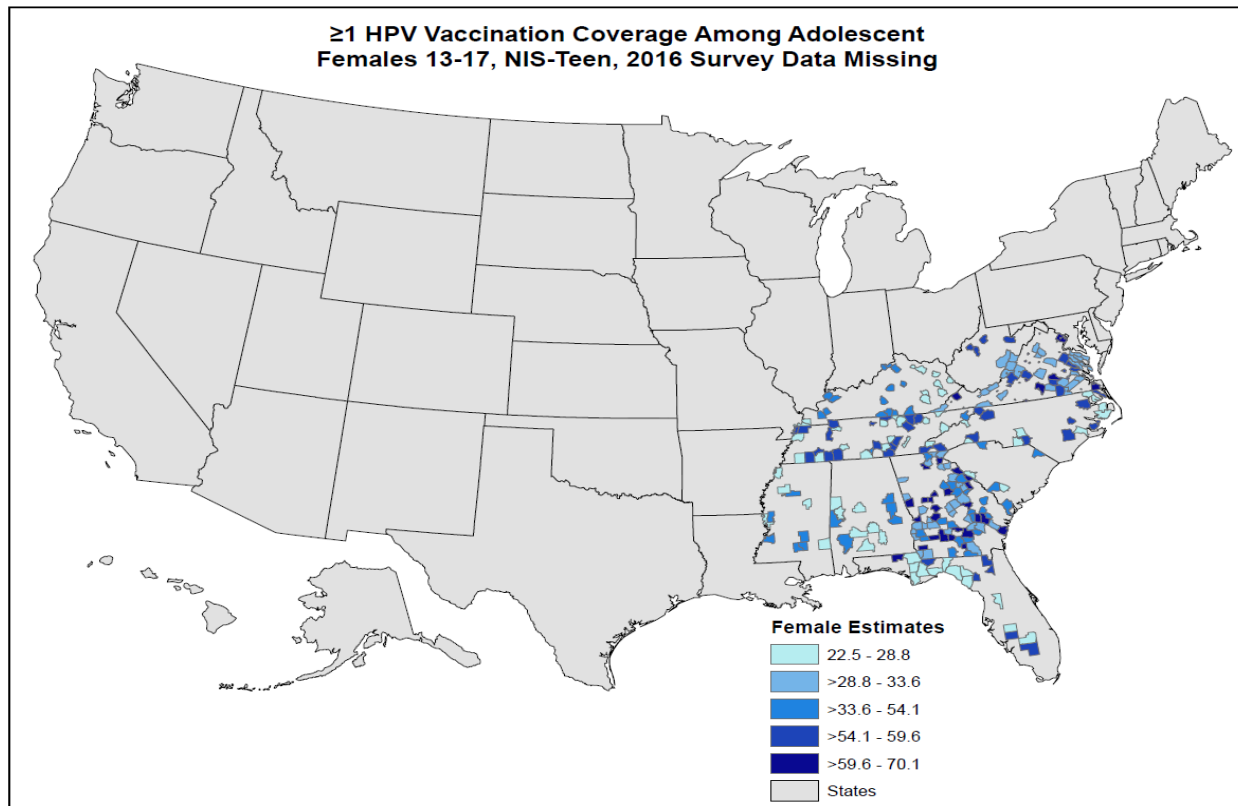 ≥1 HPV Vaccination Coverage Among Adolescent
Females 13-17, NIS-Teen, 2016 Survey Data Missing
Female Estimates
22.5 - 28.8
>28.8 - 33.6
>33.6 - 54.1
>54.1 - 59.6
>59.6 - 70.1
States